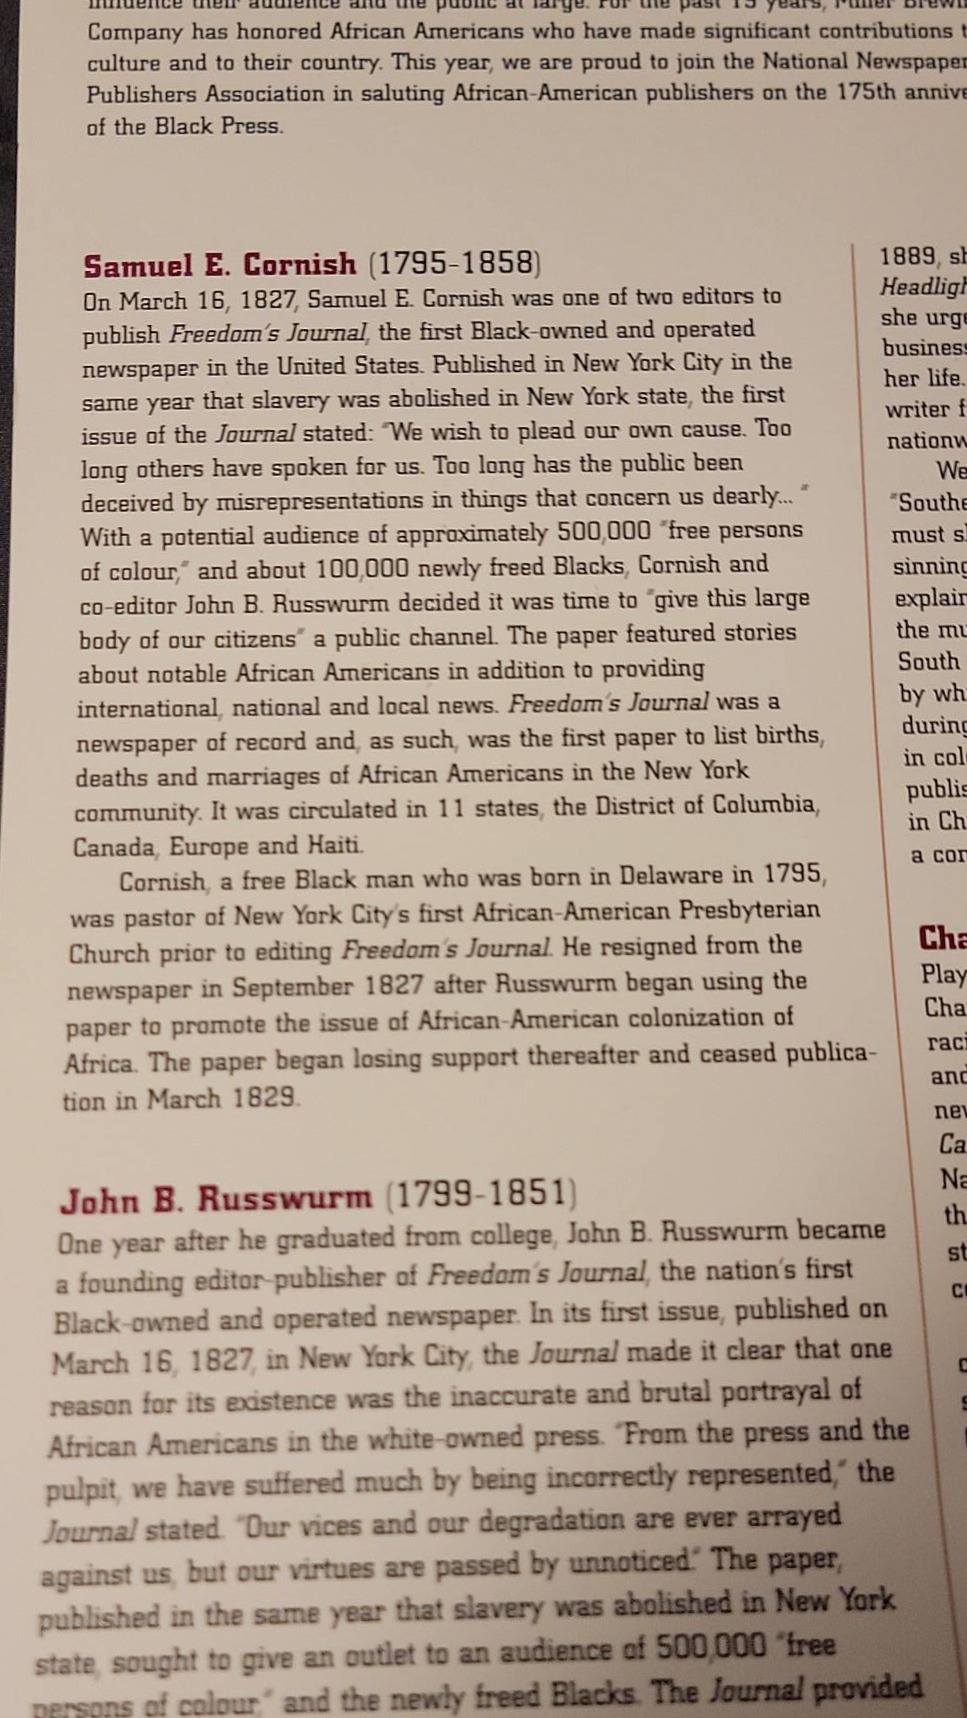 influence their audience and the public at large. For the past 15 years, Miller
Company has honored African Americans who have made significant contributions
culture and to their country. This year, we are proud to join the National Newspaper
Publishers Association in saluting African-American publishers on the 175th
of the Black Press.
Samuel E. Cornish (1795-1858)
On March 16, 1827, Samuel E. Cornish was one of two editors to
publish Freedom's Journal, the first Black-owned and operated
newspaper in the United States. Published in New York City in the
same year that slavery was abolished in New York state, the first
issue of the Journal stated: "We wish to plead our own cause. Too
long others have spoken for us. Too long has the public been
deceived by misrepresentations in things that concern us dearly... "
With a potential audience of approximately 500,000 "free persons
of colour," and about 100,000 newly freed Blacks, Cornish and
co-editor John B. Russwurm decided it was time to "give this large
body of our citizens" a public channel. The paper featured stories
about notable African Americans in addition to providing
international, national and local news. Freedom's Journal was a
newspaper of record and, as such, was the first paper to list births,
deaths and marriages of African Americans in the New York
community. It was circulated in 11 states, the District of Columbia,
Canada, Europe and Haiti.
Cornish, a free Black man who was born in Delaware in 1795,
was pastor of New York City's first African-American Presbyterian
Church prior to editing Freedom's Journal. He resigned from the
newspaper in September 1827 after Russwurm began using the
paper to promote the issue of African-American colonization of
Africa. The paper began losing support thereafter and ceased publica-
tion in March 1829.
John B. Russwurm (1799-1851)
One year after he graduated from college, John B. Russwurm became
a founding editor-publisher of Freedom's Journal, the nation's first
Black-owned and operated newspaper. In its first issue, published on
March 16, 1827, in New York City, the Journal made it clear that one
reason for its existence was the inaccurate and brutal portrayal of
African Americans in the white-owned press. "From the press and the
pulpit, we have suffered much by being incorrectly represented," the
Journal stated. "Our vices and our degradation are ever arrayed
against us, but our virtues are passed by unnoticed." The paper,
published in the same year that slavery was abolished in New York
state, sought to give an outlet to an audience of 500,000 "free
persons of colour," and the newly freed Blacks. The Journal provided
1889,
she
her life.
writer
We
must
the
South
by
during
in
in
a